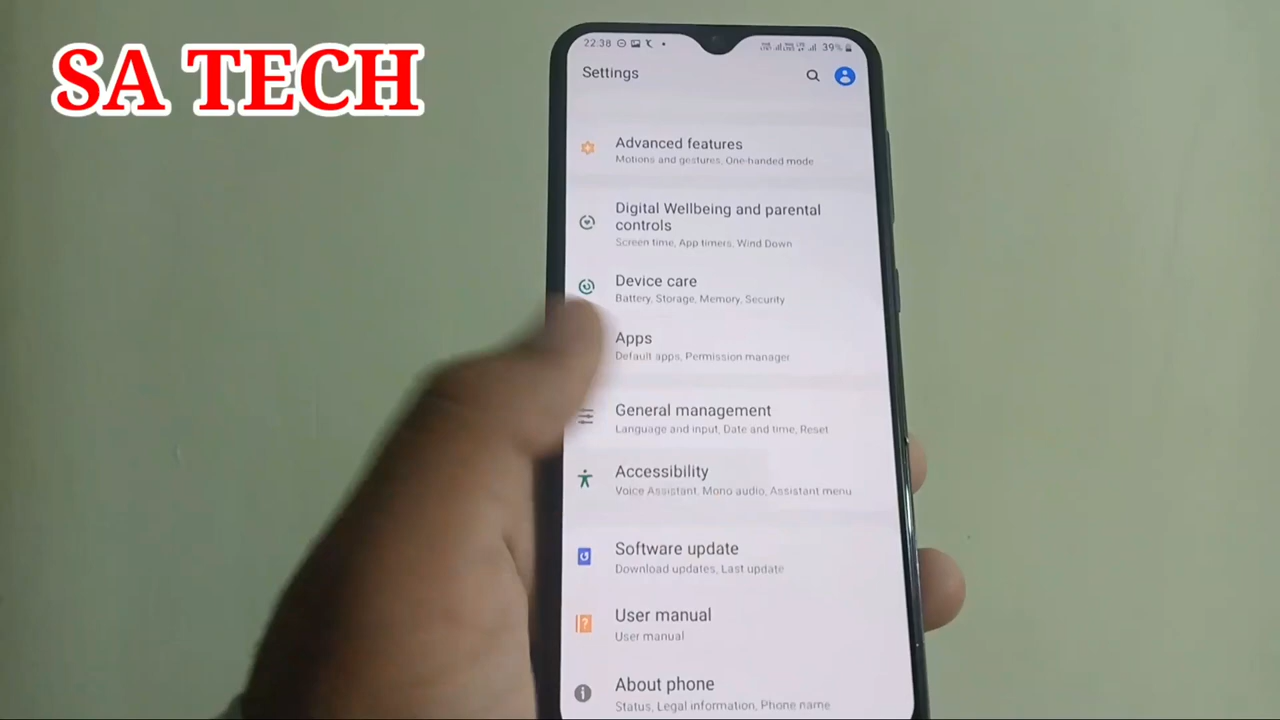 SA TECH
22:38
39%
Settings
Advanced features
Motions and gestures, One-handed mode
Digital Wellbeing and parental
controls
Screen time, App timers, Wind Down
Device care
Battery, Storage, Memory, Security
Apps
Default apps, Permission manager
General management
Language and input, Date and time, Reset
Accessibility
Voice Assistant, Mono audio, Assistant menu
Software update
Download updates, Last update
User manual
User manual
About phone
Status, Legal information, Phone name